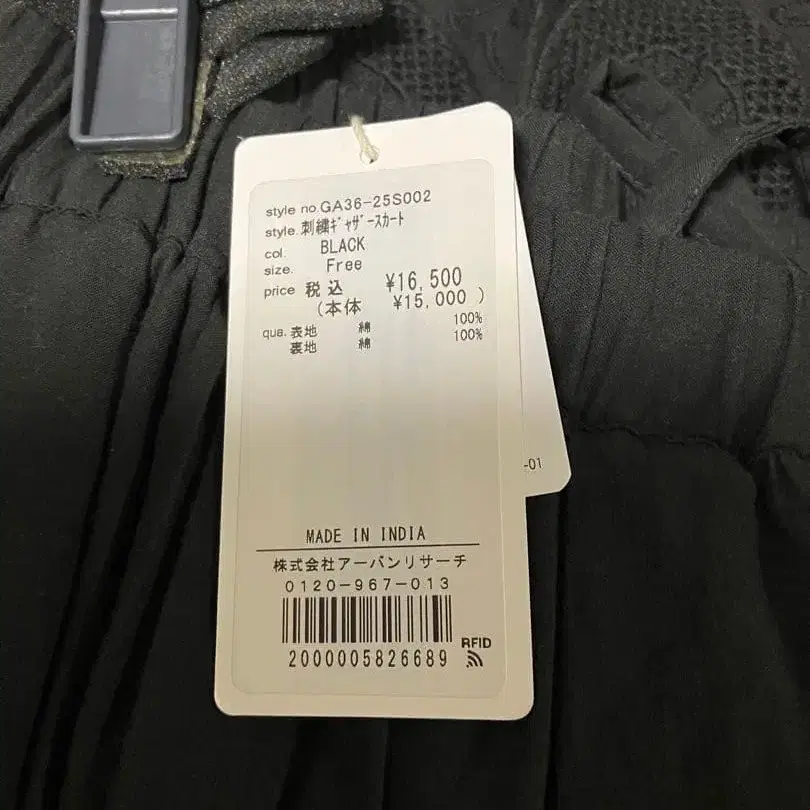 style no.GA36-25S002
style.刺繍ｷﾞｬｻﾞｰｽｶｰﾄ
col. BLACK
size. Free
price 税込 ¥16,500
(本体 ¥15,000 )
qua. 表地 綿 100%
裏地 綿 100%
-01
MADE IN INDIA
株式会社アーバンリサーチ
0120-967-013
RFID
2000005826689